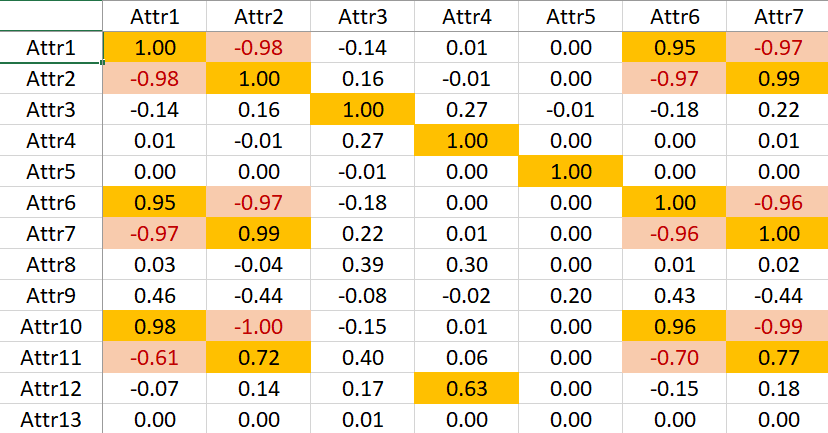 Attr1 Attr2 Attr3 Attr4 Attr5 Attr6 Attr7
Attr1 1.00 -0.98 -0.14 0.01 0.00 0.95 -0.97
Attr2 -0.98 1.00 0.16 -0.01 0.00 -0.97 0.99
Attr3 -0.14 0.16 1.00 0.27 -0.01 -0.18 0.22
Attr4 0.01 -0.01 0.27 1.00 0.00 0.00 0.01
Attr5 0.00 0.00 -0.01 0.00 1.00 0.00 0.00
Attr6 0.95 -0.97 -0.18 0.00 0.00 1.00 -0.96
Attr7 -0.97 0.99 0.22 0.01 0.00 -0.96 1.00
Attr8 0.03 -0.04 0.39 0.30 0.00 0.01 0.02
Attr9 0.46 -0.44 -0.08 -0.02 0.20 0.43 -0.44
Attr10 0.98 -1.00 -0.15 0.01 0.00 0.96 -0.99
Attr11 -0.61 0.72 0.40 0.06 0.00 -0.70 0.77
Attr12 -0.07 0.14 0.17 0.63 0.00 -0.15 0.18
Attr13 0.00 0.00 0.01 0.00 0.00 0.00 0.00